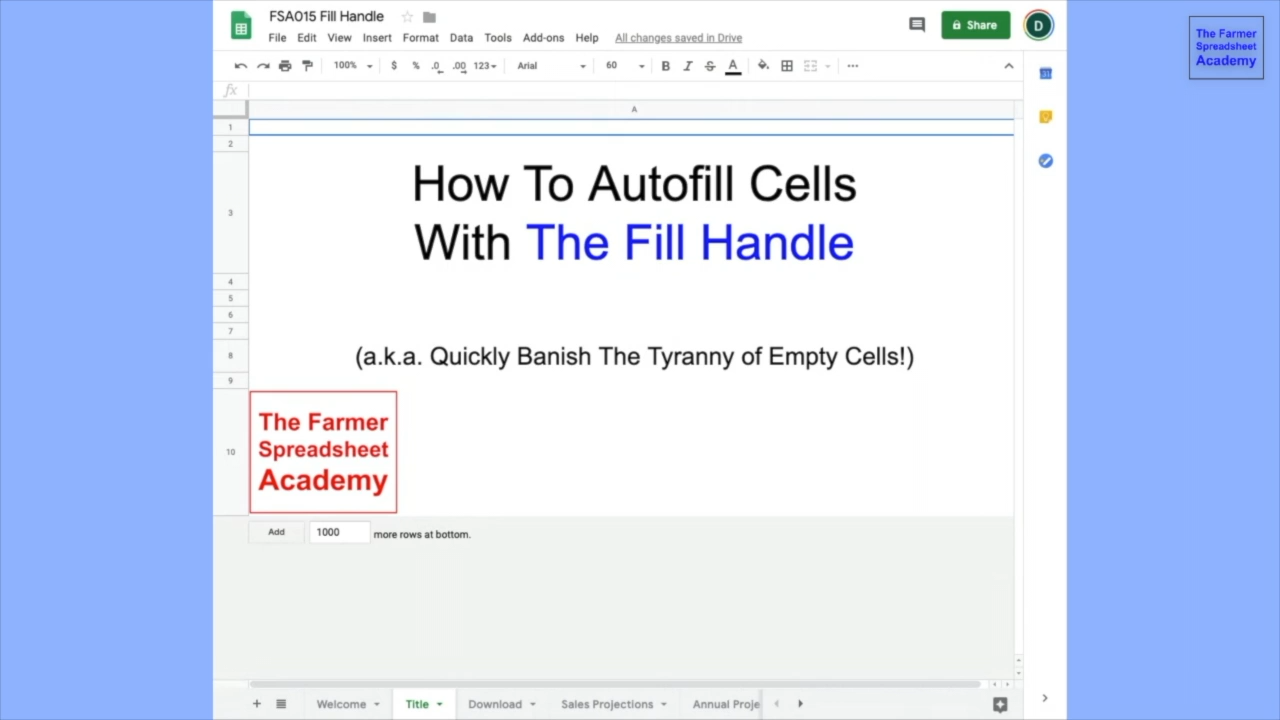 FSA015 Fill Handle
File Edit View Insert Format Data Tools Add-ons Help All changes saved in Drive
Share
D
The Farmer
Spreadsheet
Academy
100% $ % .0 .00 123 Arial 60 B I S A
31
fx
A
1
2
3
How To Autofill Cells
With The Fill Handle
4
5
6
7
8
(a.k.a. Quickly Banish The Tyranny of Empty Cells!)
9
10
The Farmer
Spreadsheet
Academy
Add 1000 more rows at bottom.
Welcome Title Download Sales Projections Annual Proje